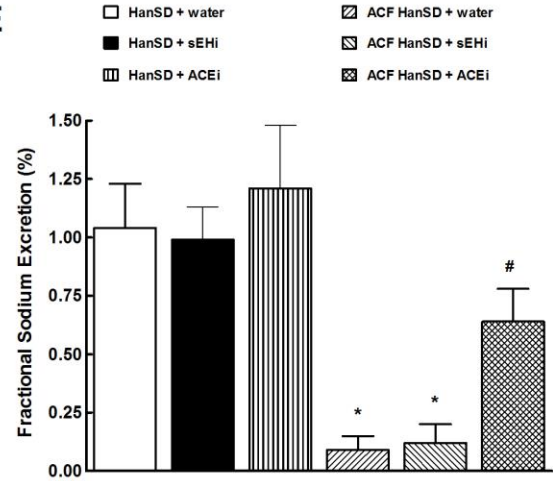 HanSD + water
HanSD + sEHi
HanSD + ACEi
ACF HanSD + water
ACF HanSD + sEHi
ACF HanSD + ACEi
Fractional Sodium Excretion (%)
1.50
1.25
1.00
0.75
0.50
0.25
0.00
*
*
#